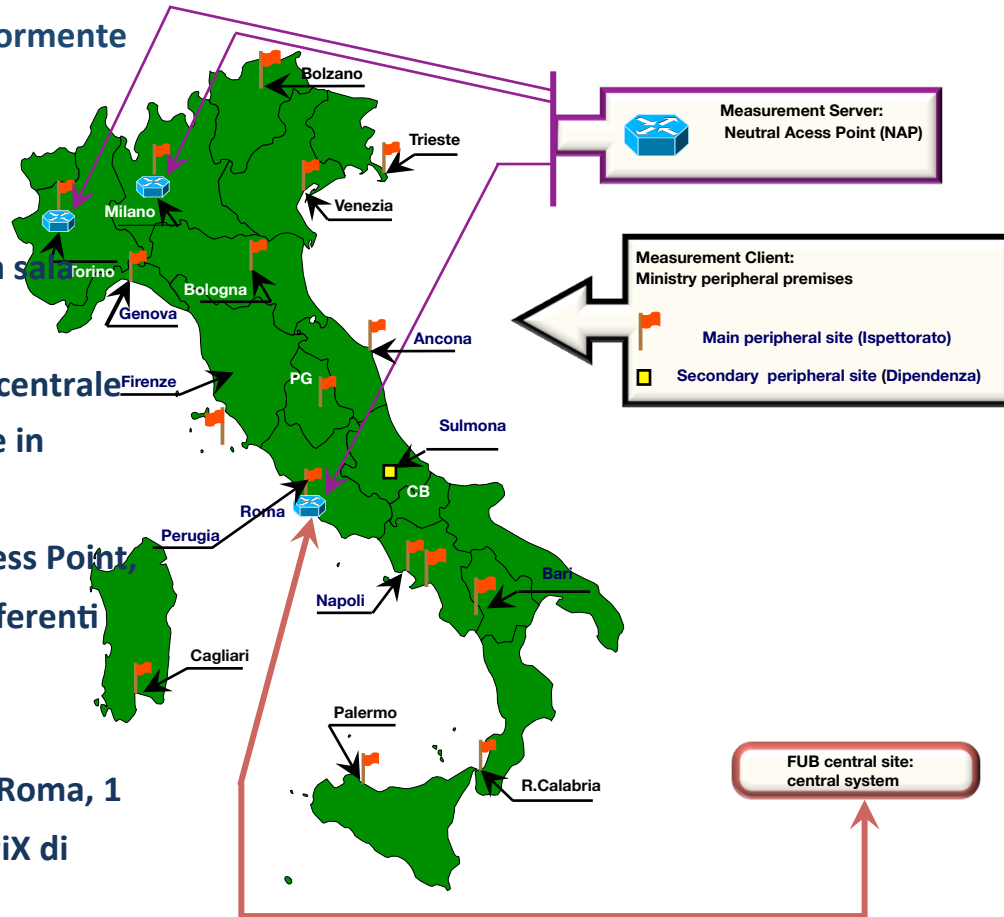 ormente
Bolzano
Measurement Server:
Neutral Acess Point (NAP)
Trieste
Venezia
Milano
Measurement Client:
Ministry peripheral premises
sala
Torino
Bologna
Genova
Main peripheral site (Ispettorato)
Ancona
centrale
Firenze
PG
Secondary peripheral site (Dipendenza)
e in
Sulmona
CB
Roma
Perugia
ess Point,
Bari
ferenti
Napoli
Cagliari
Palermo
FUB central site:
central system
R.Calabria
Roma, 1
iX di